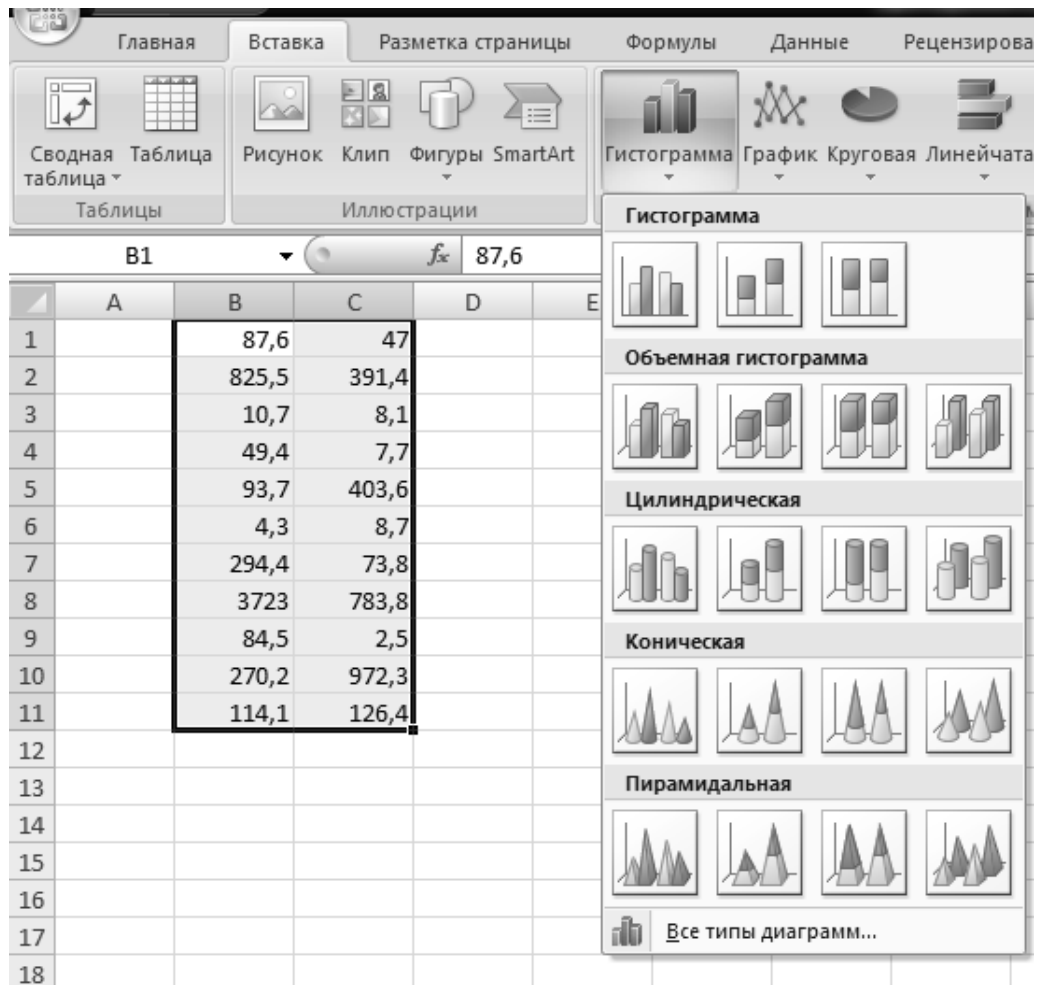 Главная Вставка Разметка страницы Формулы Данные Рецензирова
Сводная таблица Таблица Рисунок Клип Фигуры SmartArt Гистограмма График Круговая Линейчата
Таблицы Иллюстрации
B1 fx 87,6
A B C D E
1 87,6 47
2 825,5 391,4
3 10,7 8,1
4 49,4 7,7
5 93,7 403,6
6 4,3 8,7
7 294,4 73,8
8 3723 783,8
9 84,5 2,5
10 270,2 972,3
11 114,1 126,4
12
13
14
15
16
17
18
Гистограмма
Объемная гистограмма
Цилиндрическая
Коническая
Пирамидальная
Все типы диаграмм...